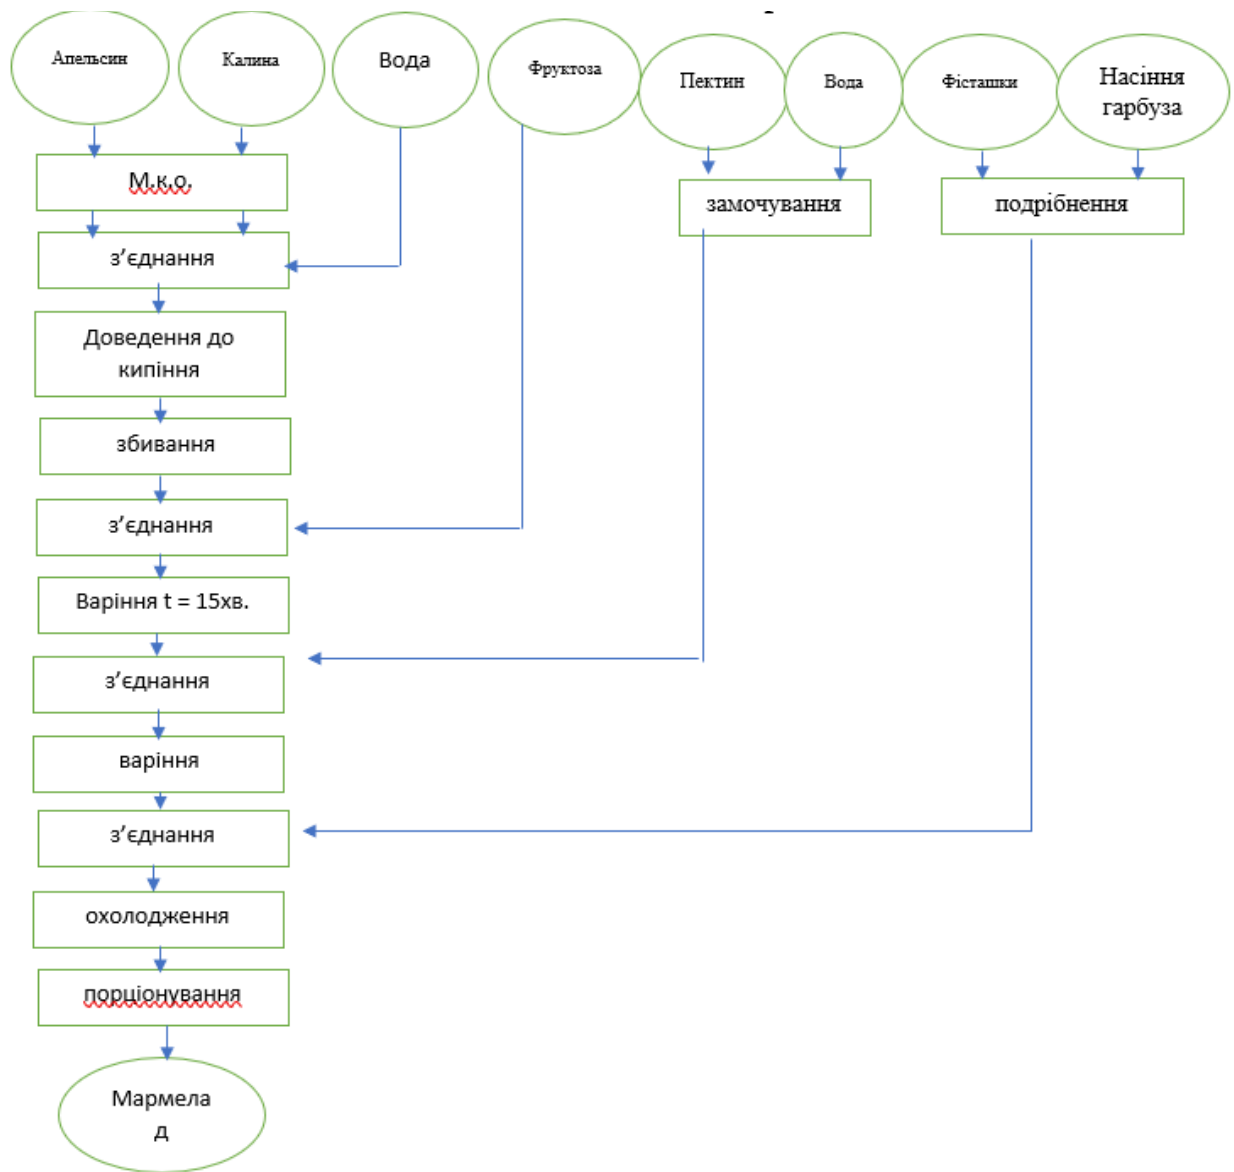 Апельсин
Калина
Вода
Фруктоза
Пектин
Вода
Фісташки
Насіння
гарбуза
М.к.о.
замочування
подрібнення
з’єднання
Доведення до
кипіння
збивання
з’єднання
Варіння t = 15хв.
з’єднання
варіння
з’єднання
охолодження
порціонування
Мармела
д